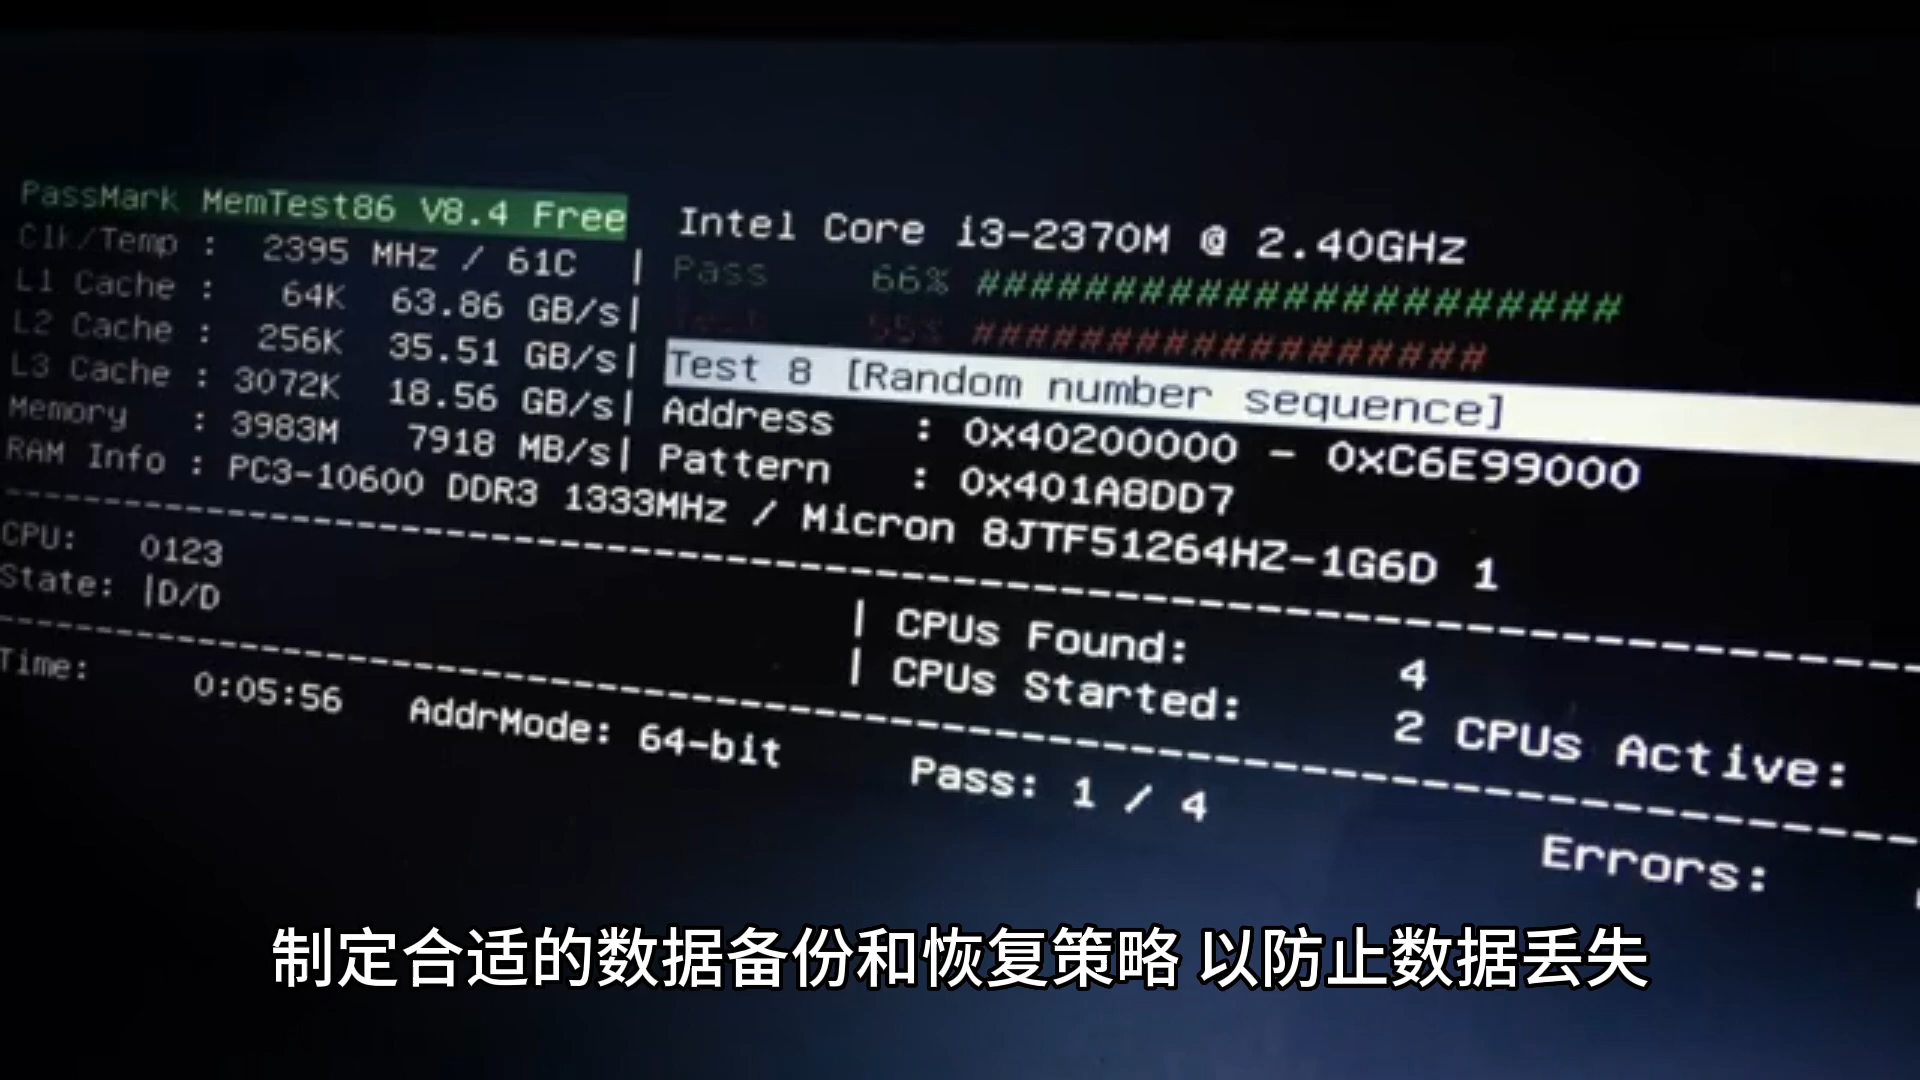 PassMark MemTest86 V8.4 Free
Intel Core i3-2370M @ 2.40GHz
Clk/Temp : 2395 MHz / 61C |
Pass 66% ########################
L1 Cache : 64K 63.86 GB/s|
Test 55% ###################
L2 Cache : 256K 35.51 GB/s|
Test 8 [Random number sequence]
L3 Cache : 3072K 18.56 GB/s|
Address : 0x40200000 - 0xC6E99000
Memory : 3983M 7918 MB/s|
Pattern : 0x401A8DD7
RAM Info : PC3-10600 DDR3 1333MHz / Micron 8JTF51264HZ-1G6D 1
CPU: 0123
| CPUs Found: 4
State: |D/D
| CPUs Started: 2 CPUs Active:
Time: 0:05:56 AddrMode: 64-bit Pass: 1 / 4 Errors:
制定合适的数据备份和恢复策略 以防止数据丢失